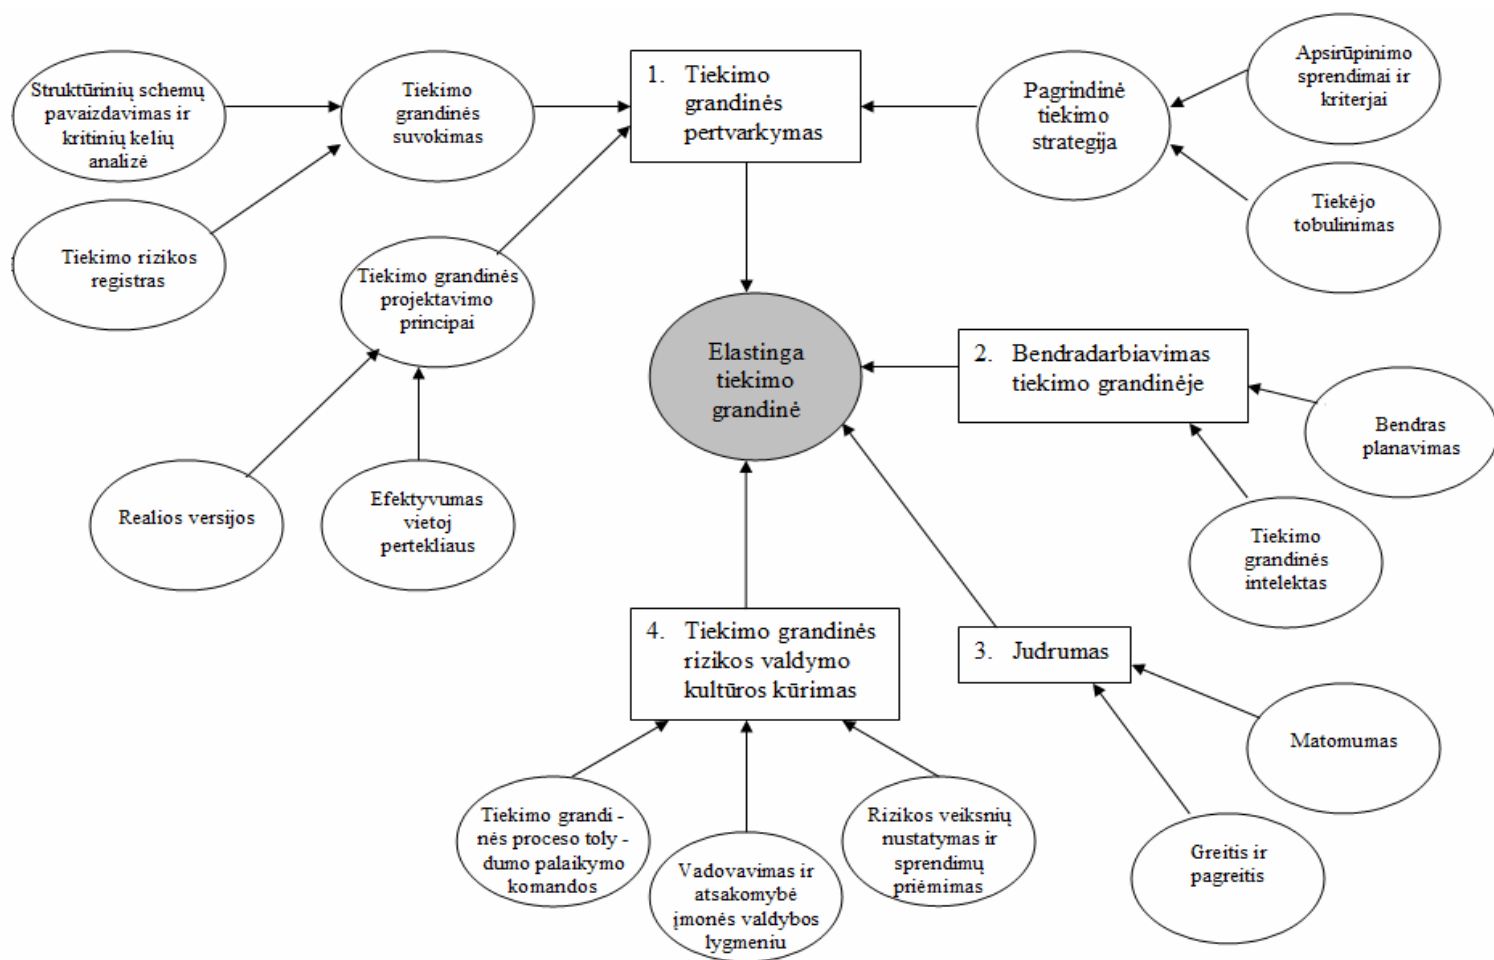 Struktūrinių schemų
pavaizdavimas ir
kritinių kelių
analizė
Tiekimo
grandinės
suvokimas
1. Tiekimo
grandinės
pertvarkymas
Pagrindinė
tiekimo
strategija
Apsirūpinimo
sprendimai ir
kriterjai
Tiekėjo
tobulinimas
Tiekimo rizikos
registras
Tiekimo grandinės
projektavimo
principai
Elastinga
tiekimo
grandinė
2. Bendradarbiavimas
tiekimo grandinėje
Bendras
planavimas
Realios versijos
Efektyvumas
vietoj
pertekliaus
Tiekimo
grandinės
intelektas
4. Tiekimo grandinės
rizikos valdymo
kultūros kūrimas
3. Judrumas
Matomumas
Tiekimo grandi -
nės proceso toly -
dumo palaikymo
komandos
Vadovavimas ir
atsakomybė
įmonės valdybos
lygmeniu
Rizikos veiksnių
nustatymas ir
sprendimų
priėmimas
Greitis ir
pagreitis